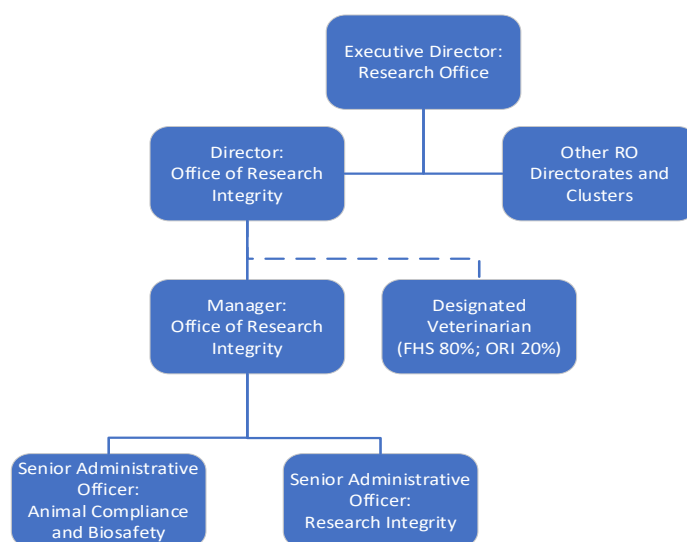 Executive Director:
Research Office
Director:
Office of Research
Integrity
Other RO
Directorates and
Clusters
Manager:
Office of Research
Integrity
Designated
Veterinarian
(FHS 80%; ORI 20%)
Senior Administrative
Officer:
Animal Compliance
and Biosafety
Senior Administrative
Officer:
Research Integrity